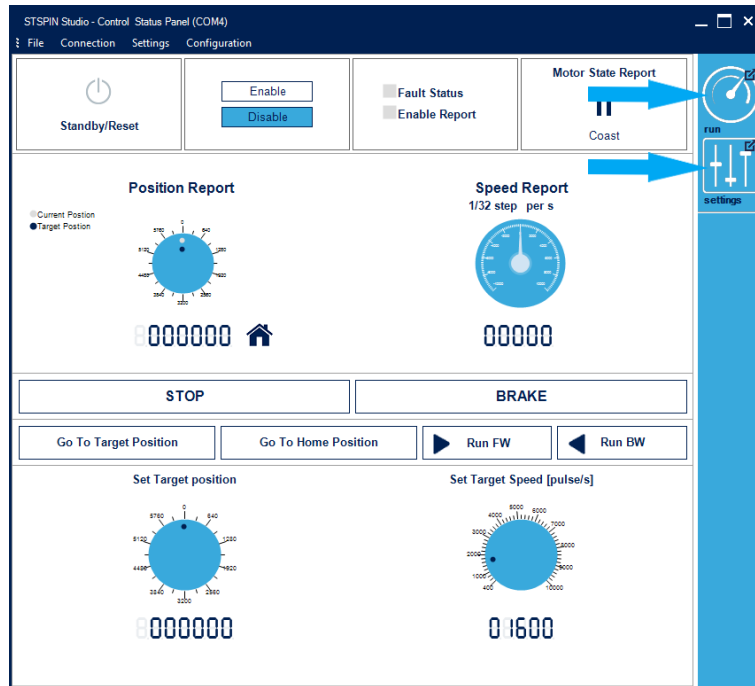 STSPIN Studio - Control Status Panel (COM4)
File Connection Settings Configuration
Standby/Reset
Enable
Disable
Fault Status
Enable Report
Motor State Report
Coast
run
settings
Position Report
Current Postion
Target Postion
0
640
1280
1920
2560
3200
3840
4480
5120
5760
000000
Speed Report
1/32 step per s
00000
STOP
BRAKE
Go To Target Position
Go To Home Position
Run FW
Run BW
Set Target position
0
640
1280
1920
2560
3200
3840
4480
5120
5760
000000
Set Target Speed [pulse/s]
400
1000
2000
3000
4000
5000
6000
7000
8000
9000
10000
01600